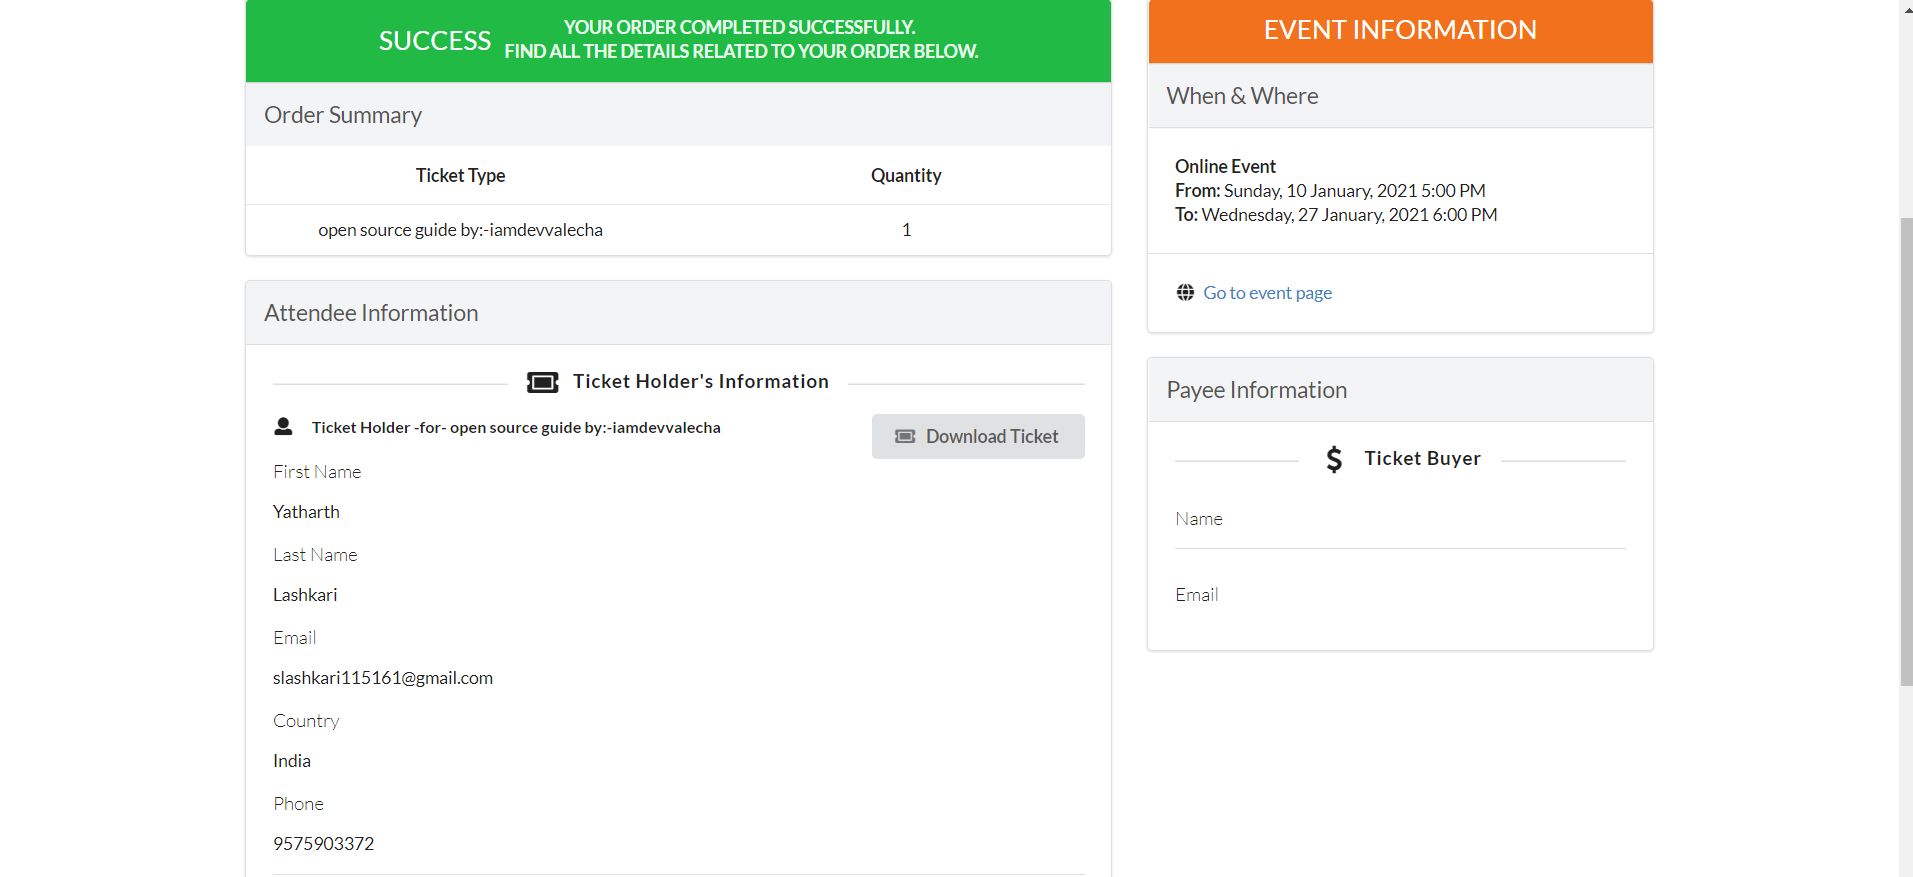 SUCCESS
YOUR ORDER COMPLETED SUCCESSFULLY.
FIND ALL THE DETAILS RELATED TO YOUR ORDER BELOW.
Order Summary
Ticket Type Quantity
open source guide by:-iamdevvalecha 1
Attendee Information
Ticket Holder's Information
Ticket Holder -for- open source guide by:-iamdevvalecha
Download Ticket
First Name
Yatharth
Last Name
Lashkari
Email
slashkari115161@gmail.com
Country
India
Phone
9575903372
EVENT INFORMATION
When & Where
Online Event
From: Sunday, 10 January, 2021 5:00 PM
To: Wednesday, 27 January, 2021 6:00 PM
Go to event page
Payee Information
$ Ticket Buyer
Name
Email